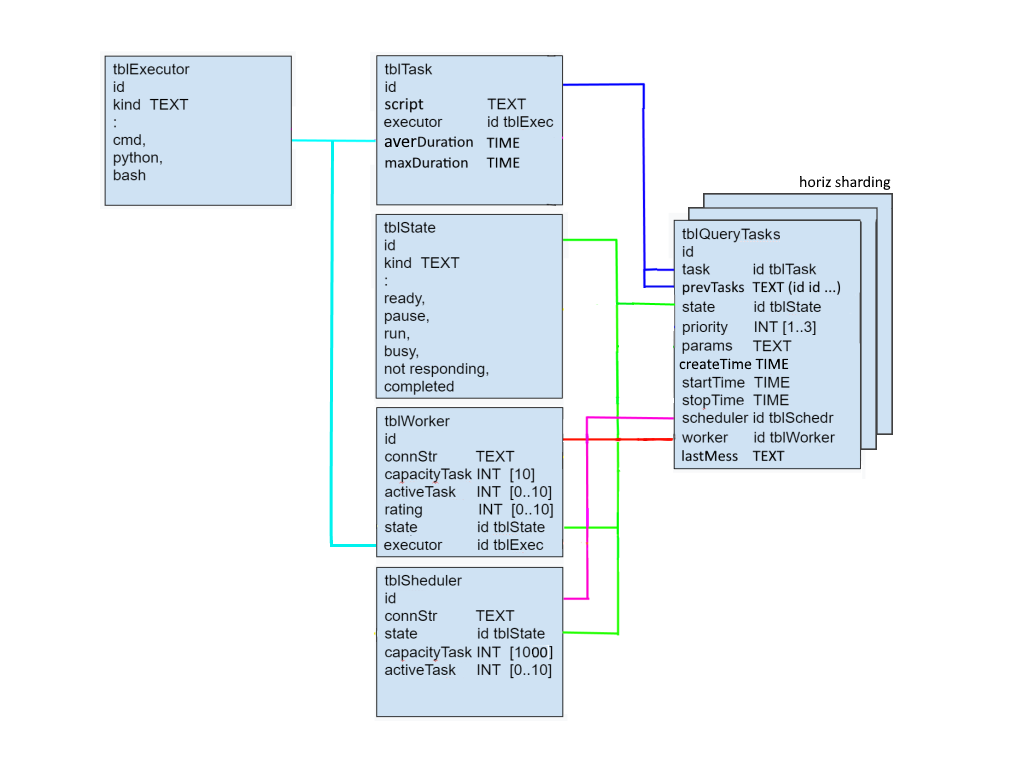 tblExecutor
id
kind TEXT
:
cmd,
python,
bash
tblTask
id
script TEXT
executor id tblExec
averDuration TIME
maxDuration TIME
tblState
id
kind TEXT
:
ready,
pause,
run,
busy,
not responding,
completed
tblWorker
id
connStr TEXT
capacityTask INT [10]
activeTask INT [0..10]
rating INT [0..10]
state id tblState
executor id tblExec
tblSheduler
id
connStr TEXT
state id tblState
capacityTask INT [1000]
activeTask INT [0..10]
horiz sharding
tblQueryTasks
id
task id tblTask
prevTasks TEXT (id id ...)
state id tblState
priority INT [1..3]
params TEXT
createTime TIME
startTime TIME
stopTime TIME
scheduler id tblSchedr
worker id tblWorker
lastMess TEXT